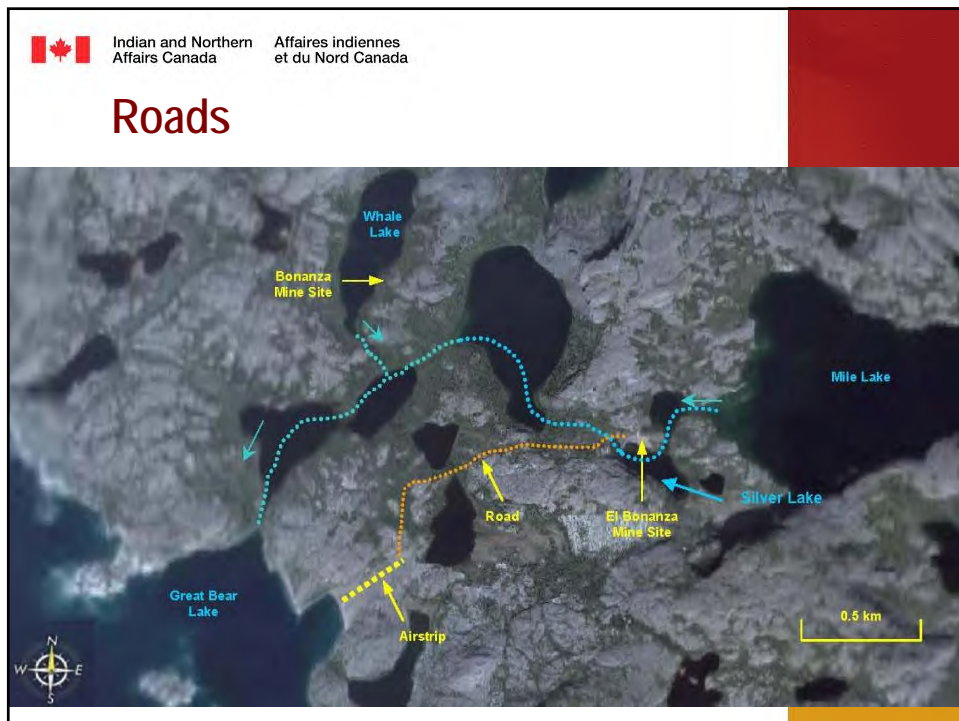 Indian and Northern
Affairs Canada
Affaires indiennes
et du Nord Canada
Roads
Whale
Lake
Bonanza
Mine Site
Mile Lake
Silver Lake
Road
El Bonanza
Mine Site
Great Bear
Lake
Airstrip
0.5 km
N
W
E
S